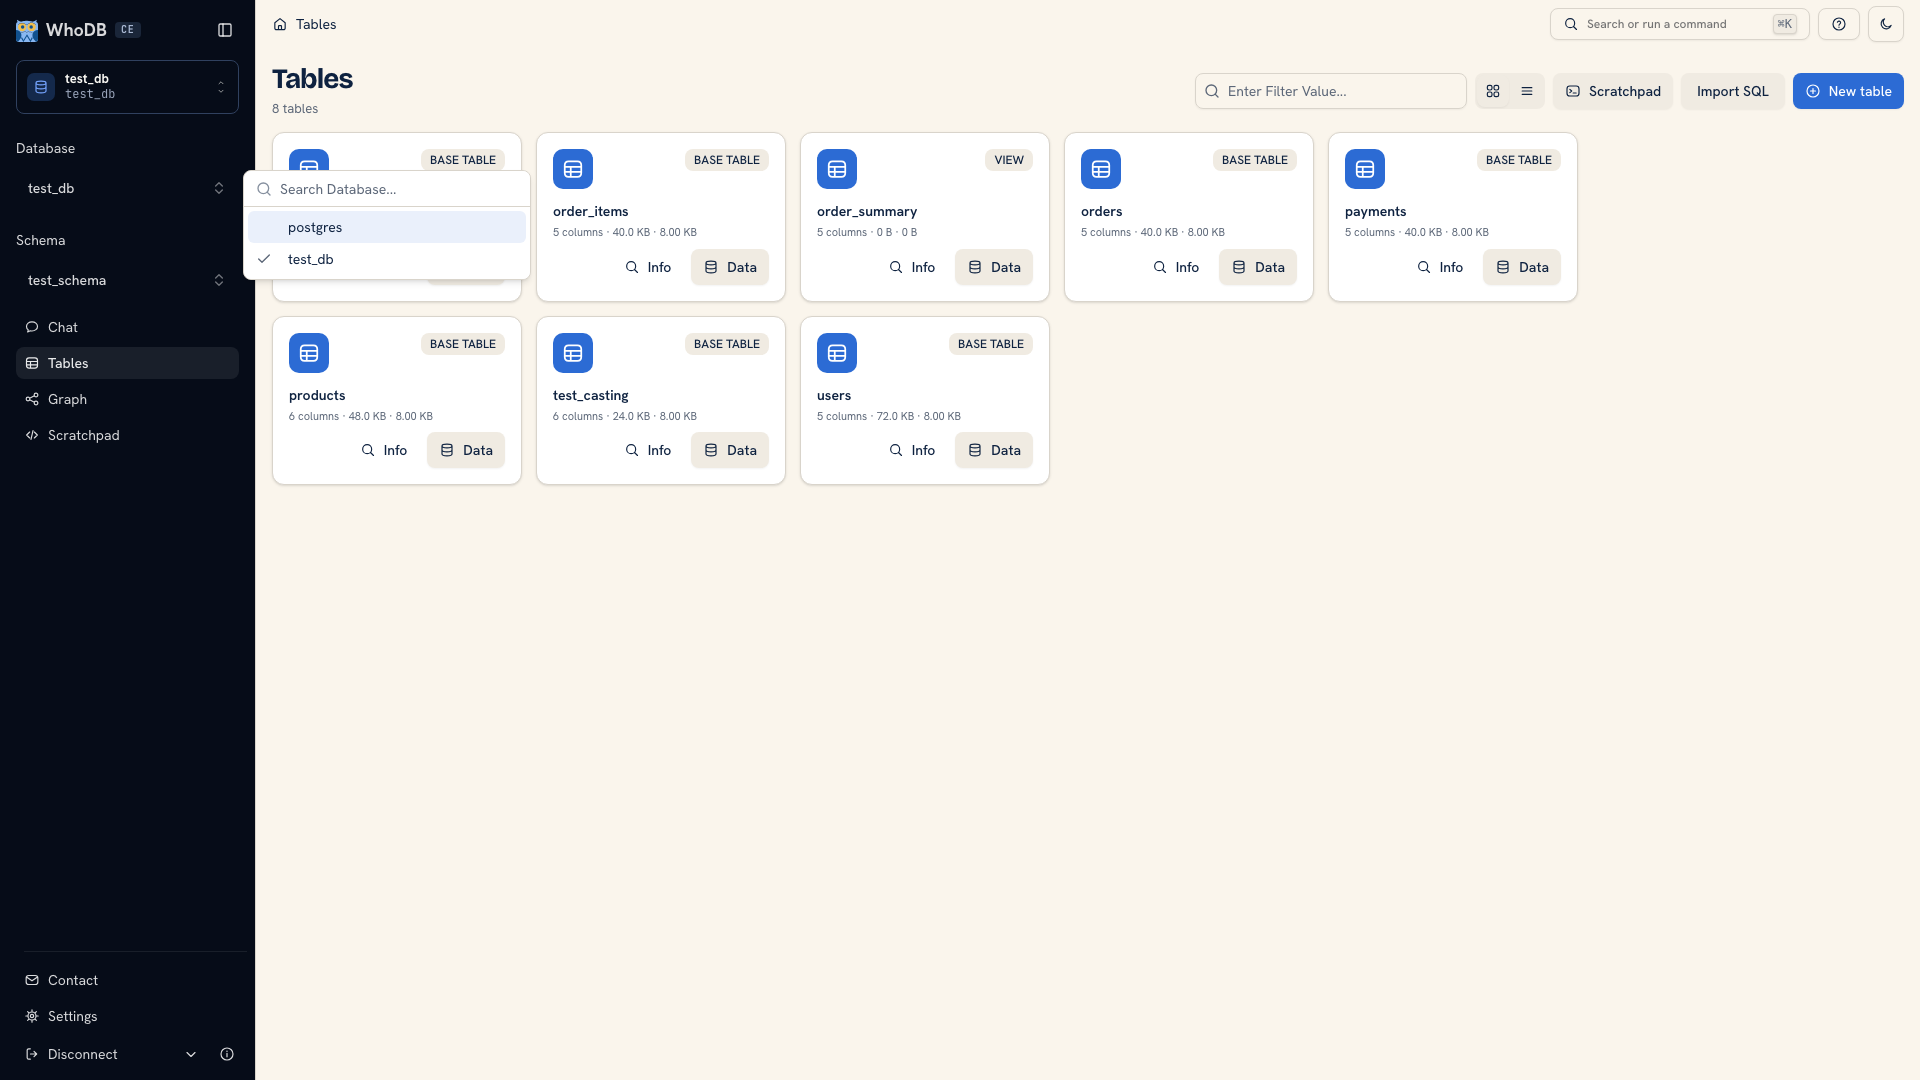 WhoDB CE
test_db
test_db
Database
test_db
Schema
test_schema
Chat
Tables
Graph
Scratchpad
Contact
Settings
Disconnect
Tables
Search or run a command ⌘K
Tables
8 tables
Enter Filter Value...
Scratchpad
Import SQL
New table
Search Database...
postgres
test_db
BASE TABLE
BASE TABLE
order_items
5 columns · 40.0 KB · 8.00 KB
Info Data
VIEW
order_summary
5 columns · 0 B · 0 B
Info Data
BASE TABLE
orders
5 columns · 40.0 KB · 8.00 KB
Info Data
BASE TABLE
payments
5 columns · 40.0 KB · 8.00 KB
Info Data
BASE TABLE
products
6 columns · 48.0 KB · 8.00 KB
Info Data
BASE TABLE
test_casting
6 columns · 24.0 KB · 8.00 KB
Info Data
BASE TABLE
users
5 columns · 72.0 KB · 8.00 KB
Info Data